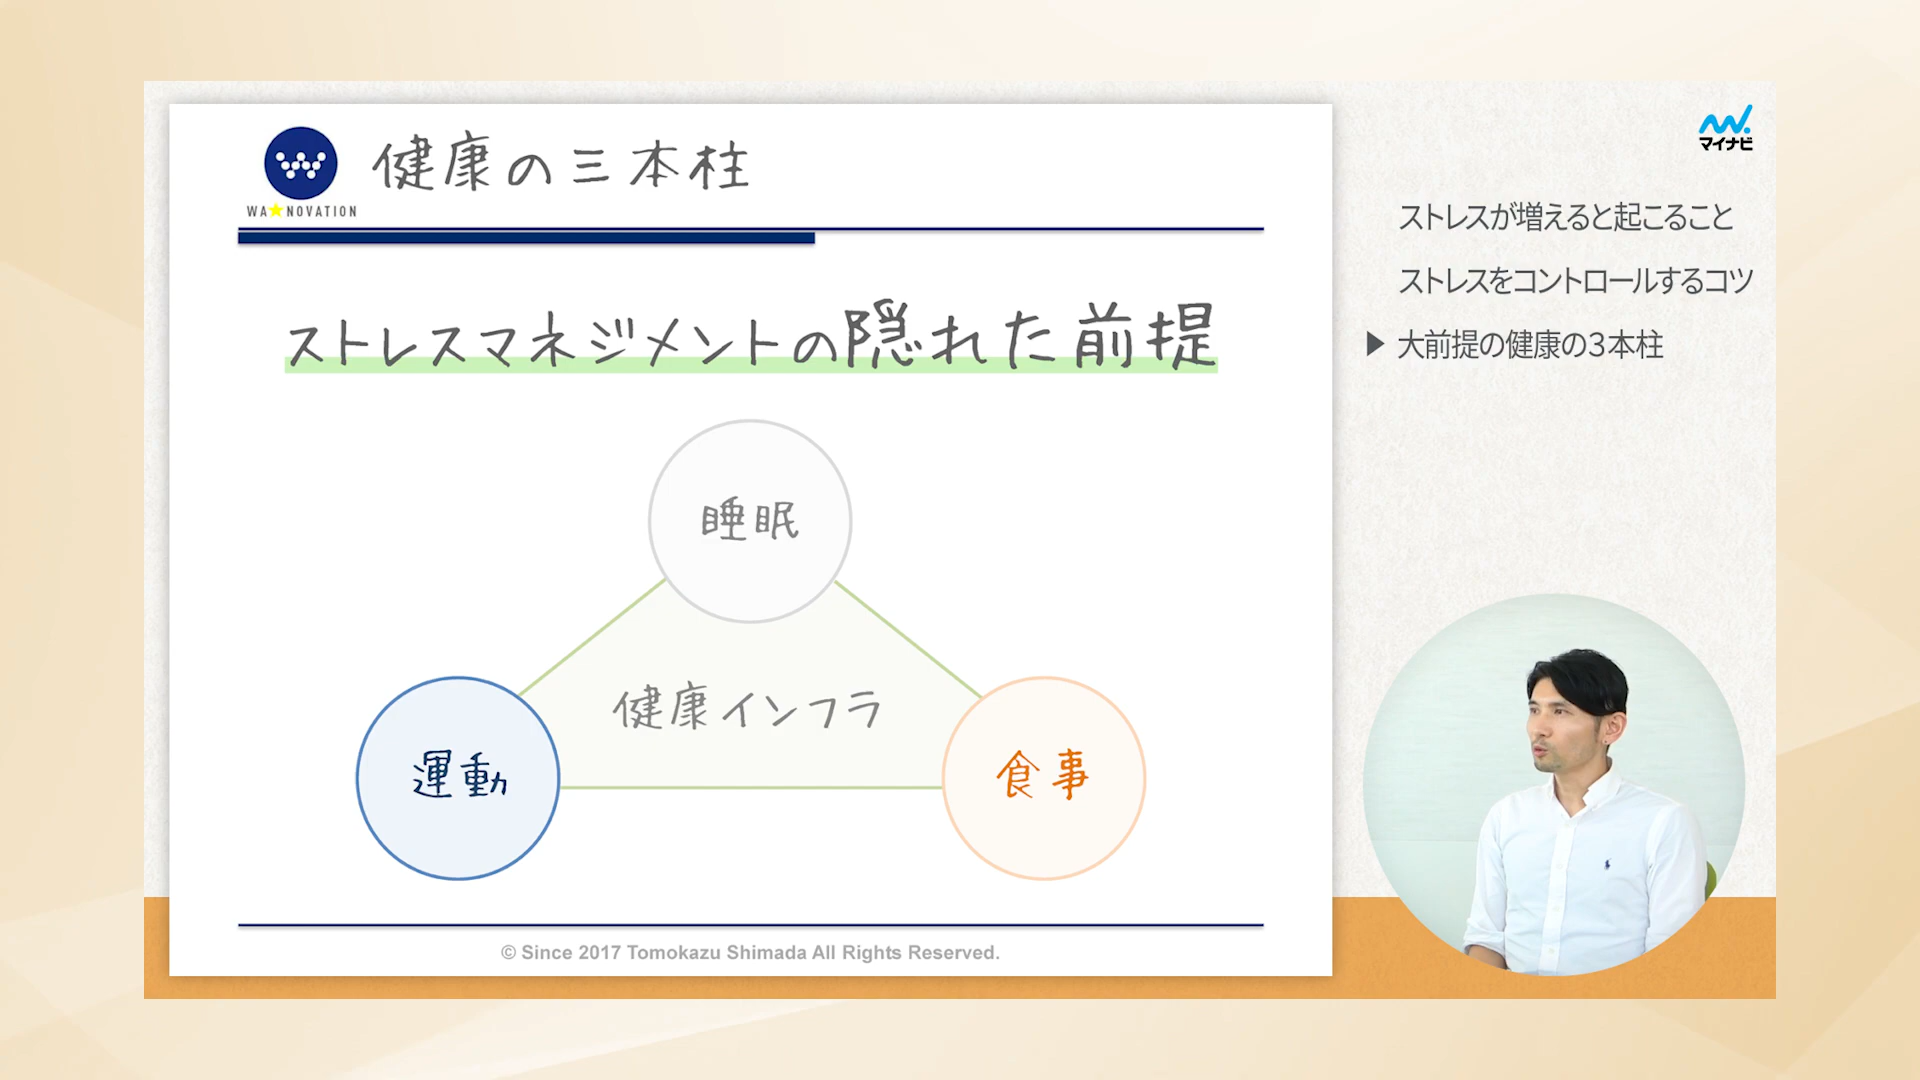 健康の三本柱
WA★NOVATION
ストレスマネジメントの隠れた前提
睡眠
健康インフラ
運動
食事
© Since 2017 Tomokazu Shimada All Rights Reserved.
マイナビ
ストレスが増えると起こること
ストレスをコントロールするコツ
▶ 大前提の健康の3本柱